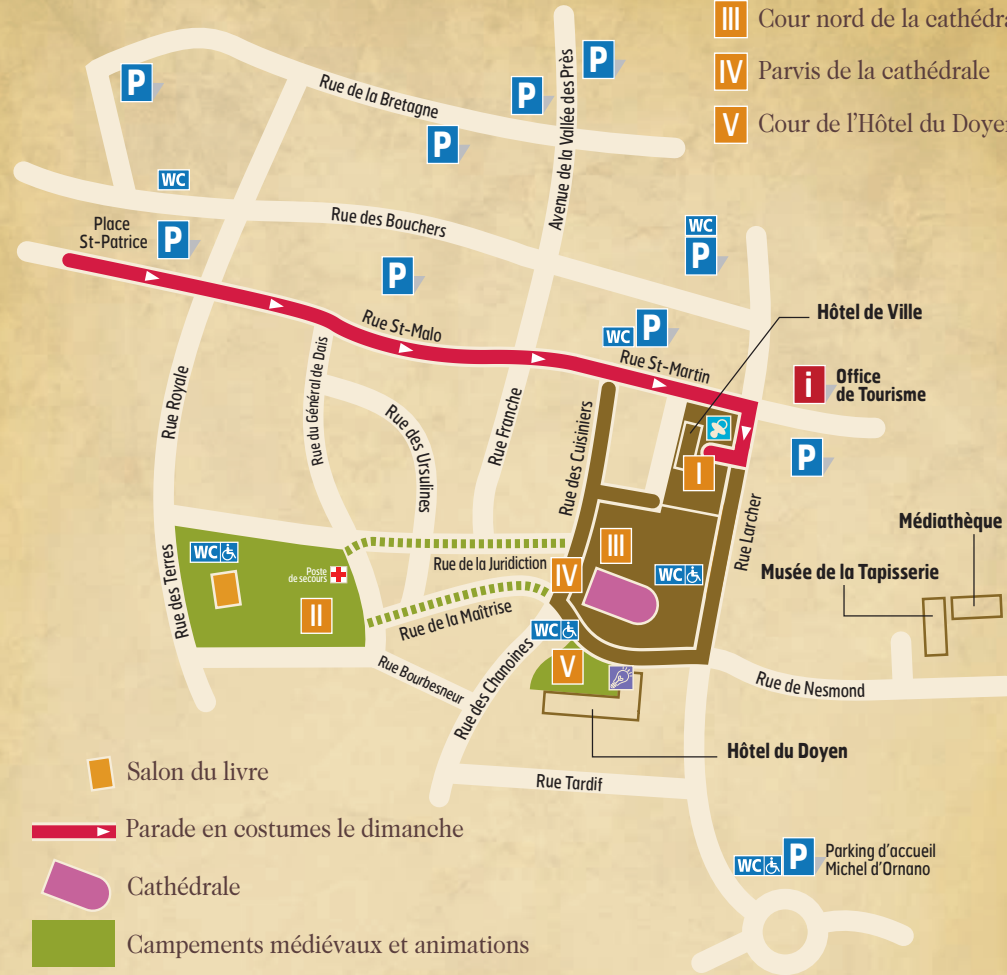 III Cour nord de la cathédra
IV Parvis de la cathédrale
V Cour de l'Hôtel du Doyen
P
P
P
P
Rue de la Bretagne
Avenue de la Vallée des Près
WC
Place
St-Patrice
P
Rue des Bouchers
WC
P
P
Hôtel de Ville
WC
P
Rue St-Malo
Rue St-Martin
i
Office
de Tourisme
Rue Royale
Rue du Général de Dais
Rue des Ursulines
Rue Franche
Rue des Cuisiniers
I
P
Rue Larcher
Médiathèque
Musée de la Tapisserie
WC
Poste
de secours
II
Rue des Terres
Rue de la Juridiction
III
IV
WC
Rue de la Maîtrise
WC
V
Rue Bourbesneur
Rue des Chanoines
Rue de Nesmond
Hôtel du Doyen
Rue Tardif
Salon du livre
Parade en costumes le dimanche
Cathédrale
Campements médiévaux et animations
WC
P
Parking d'accueil
Michel d'Ornano